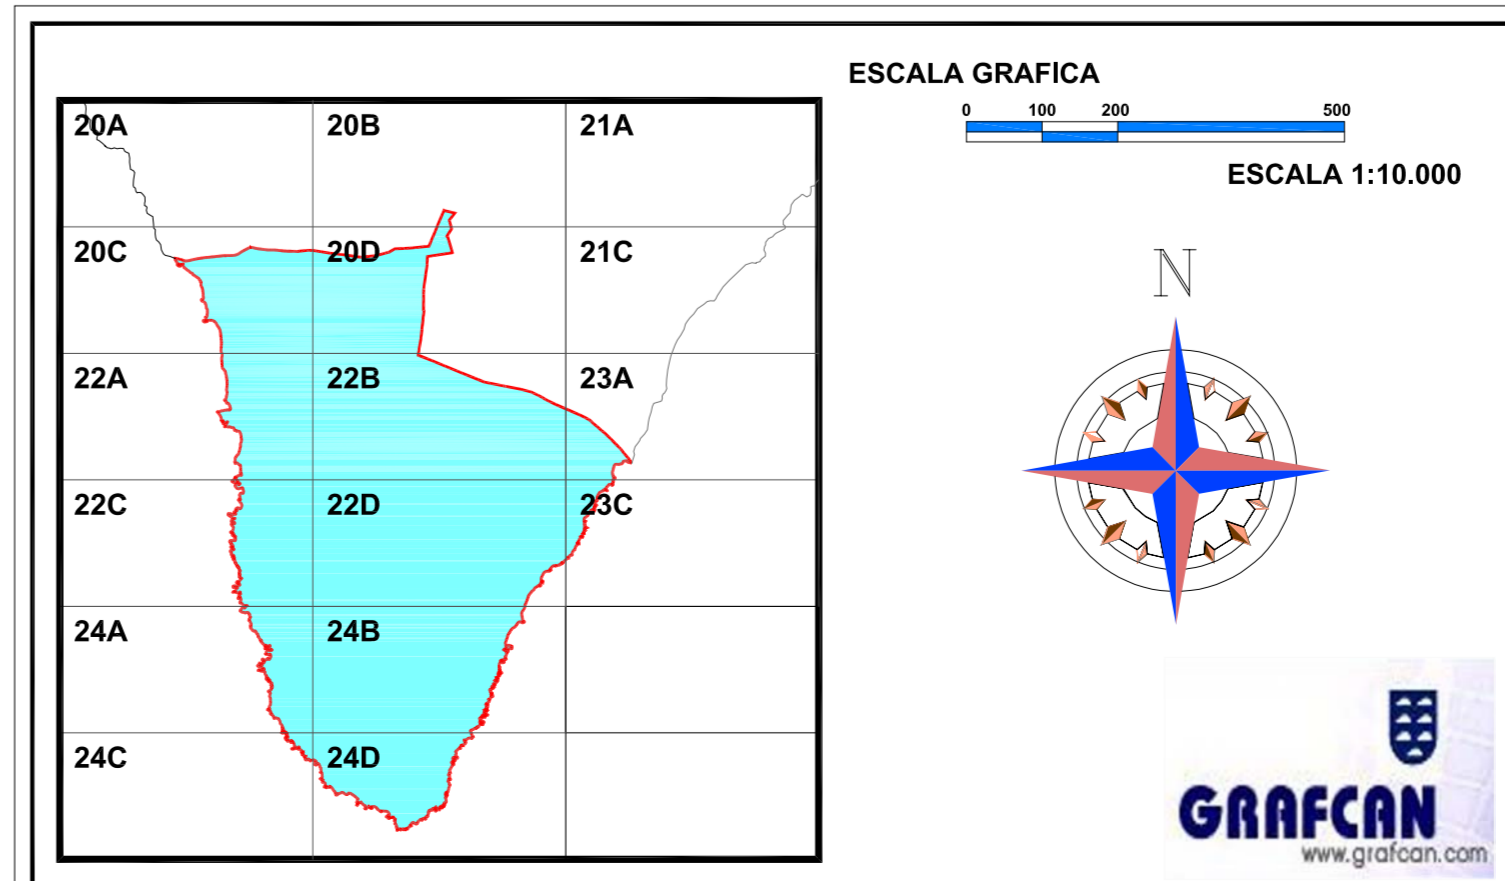 ESCALA GRAFICA
0 100 200 500
ESCALA 1:10.000
20A 20B 21A
20C 20D 21C
22A 22B 23A
22C 22D 23C
24A 24B
24C 24D
N
GRAFCAN
www.grafcan.com